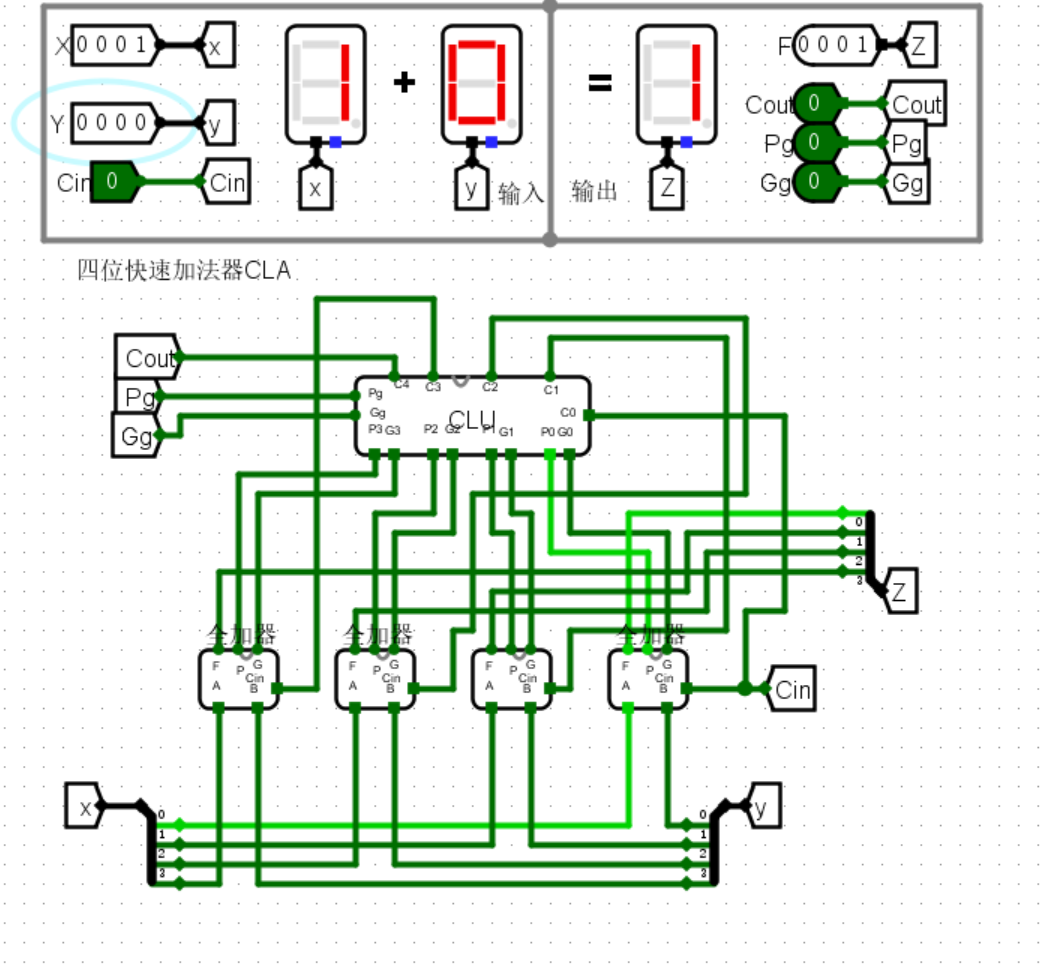 X 0 0 0 1 x
F 0 0 0 1 Z
+
=
Y 0 0 0 0 y
Cout 0 Cout
Pg 0 Pg
Cin 0 Cin
Gg 0 Gg
x
y
输入
输出
Z
四位快速加法器CLA
Cout
Pg
Gg
C4 C3 C2 C1
Pg
Gg
CLU
C0
P3 G3 P2 G2 P1 G1 P0 G0
0
1
2
3
Z
全加器 全加器 全加器
F P G F P G F P G F P G
Cin Cin Cin Cin
A B A B A B A B
Cin
x
0
1
2
3
0
1
2
3
y